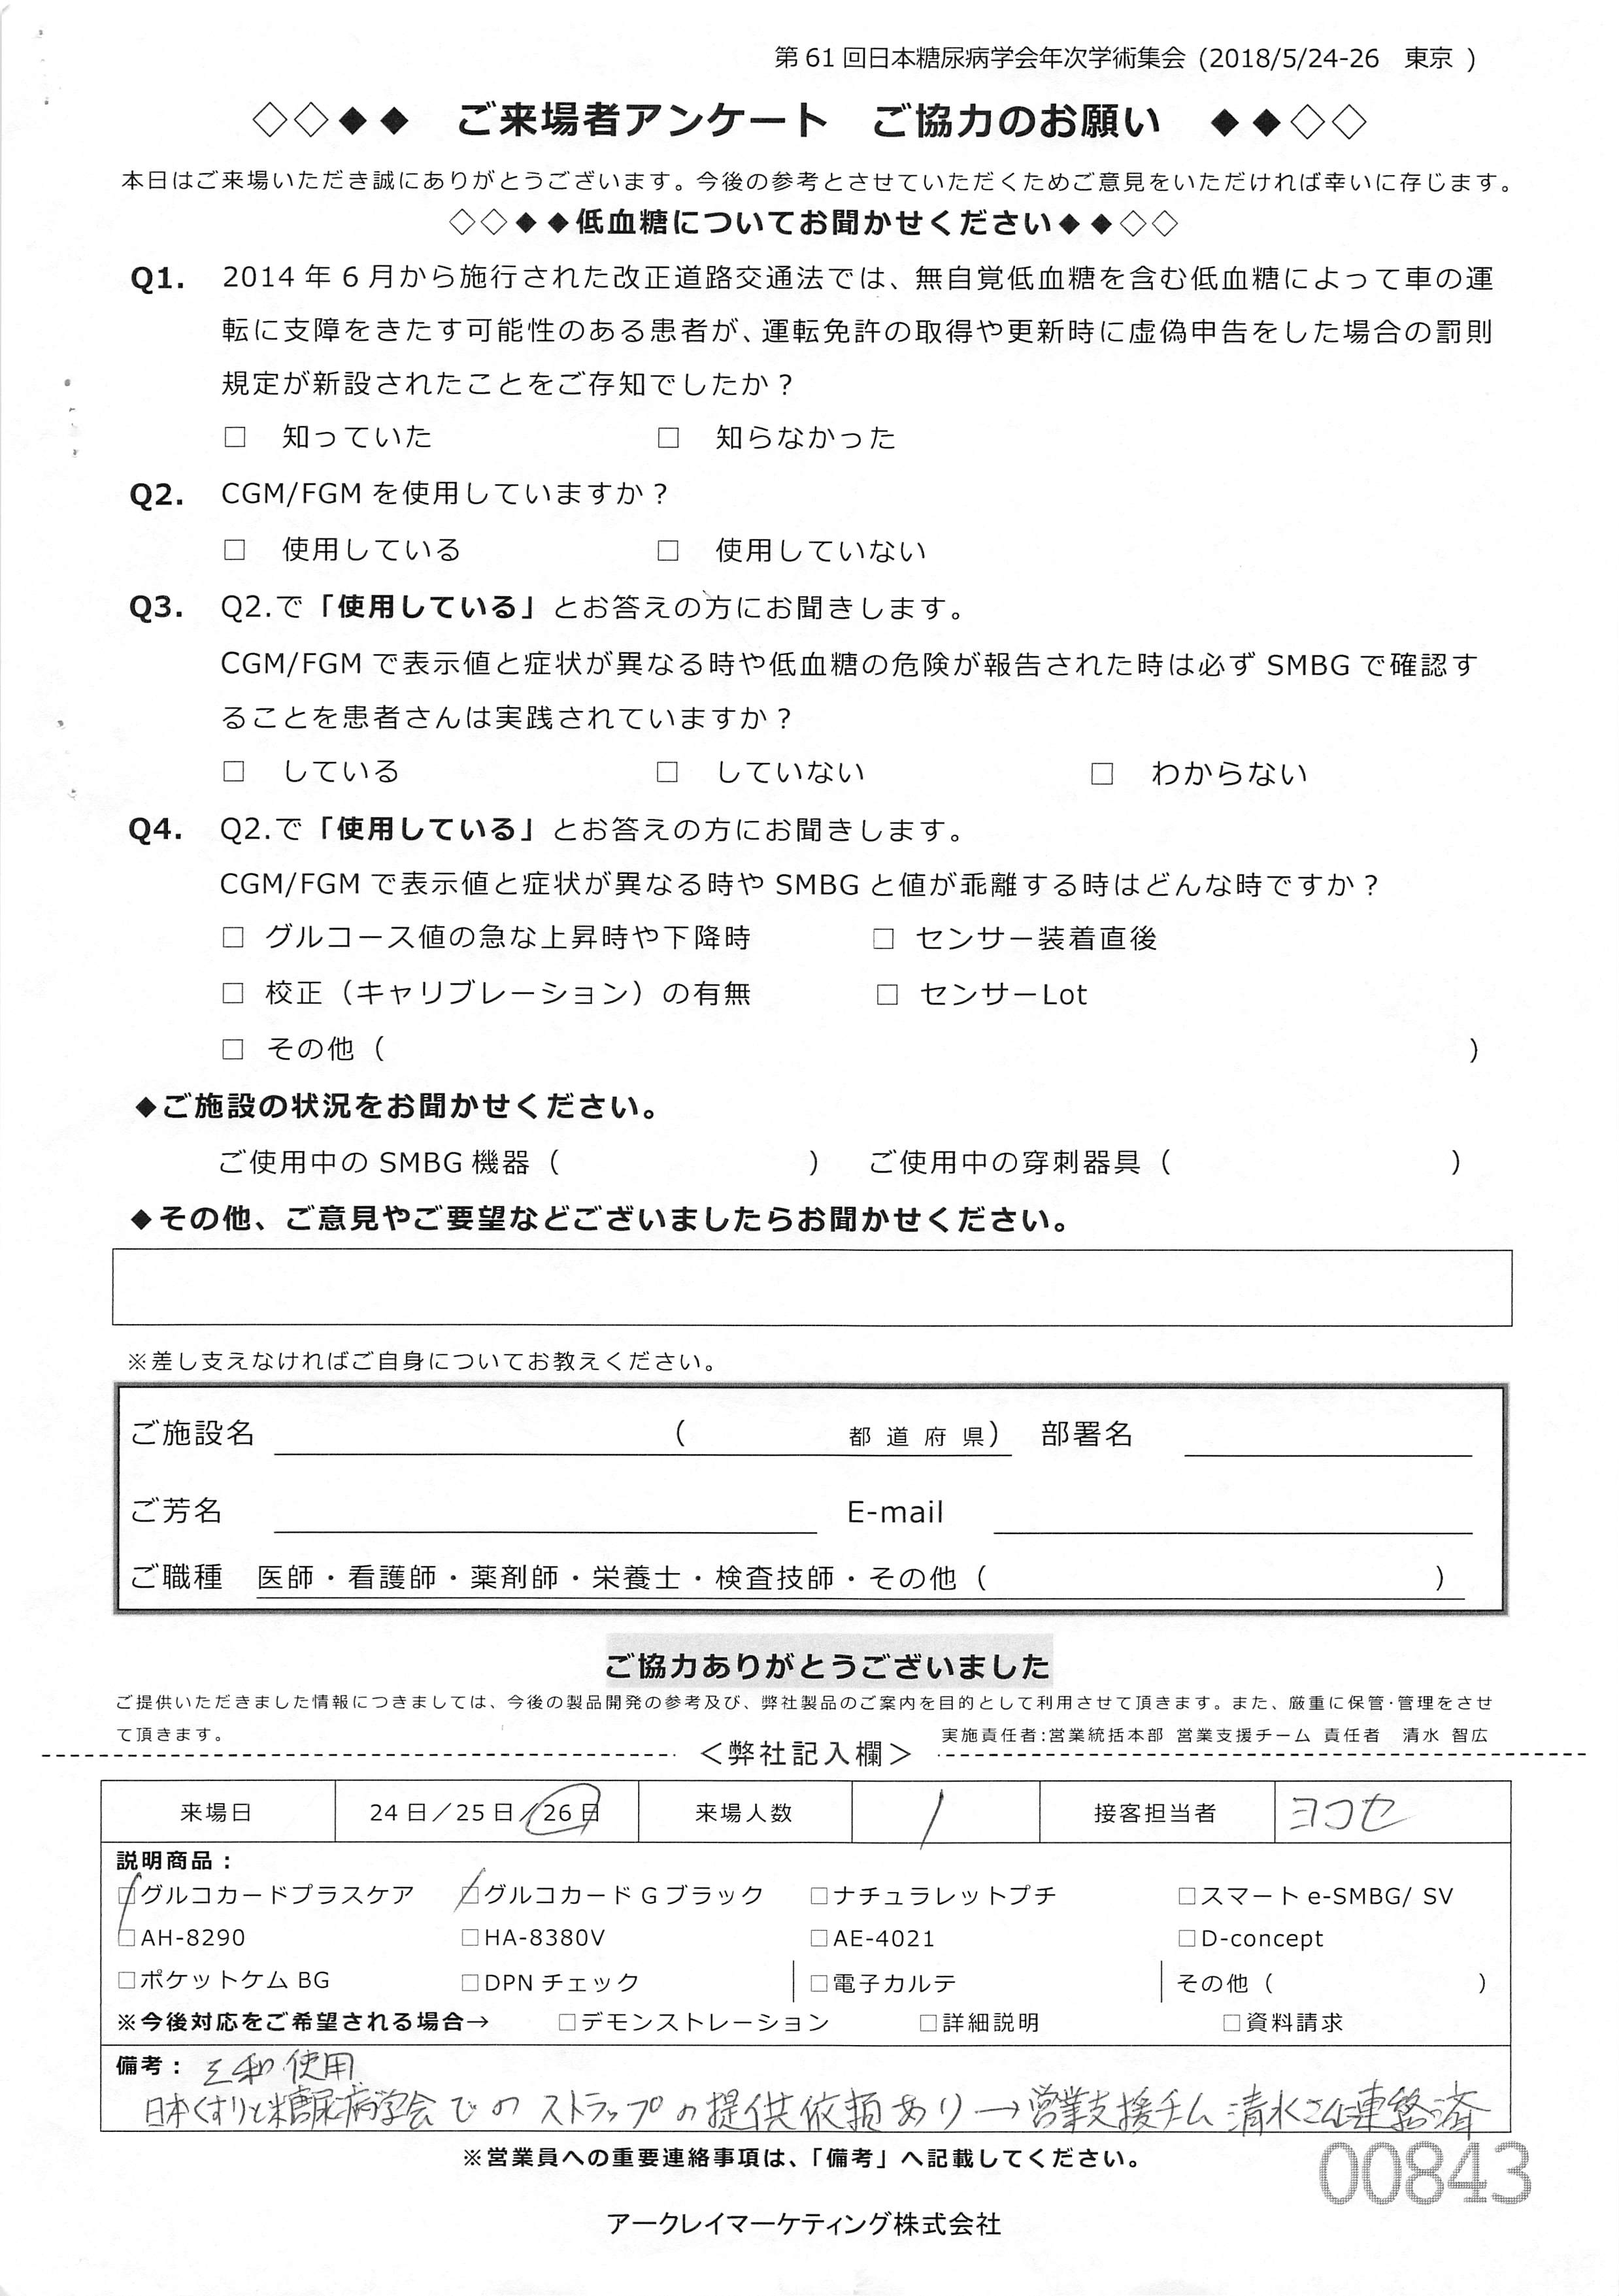 第61回日本糖尿病学会年次学術集会 (2018/5/24-26　東京 )
◇◇◆◆　ご来場者アンケート　ご協力のお願い　◆◆◇◇
本日はご来場いただき誠にありがとうございます。今後の参考とさせていただくためご意見をいただければ幸いに存じます。
◇◇◆◆低血糖についてお聞かせください◆◆◇◇
Q1. 2014年6月から施行された改正道路交通法では、無自覚低血糖を含む低血糖によって車の運
転に支障をきたす可能性のある患者が、運転免許の取得や更新時に虚偽申告をした場合の罰則
規定が新設されたことをご存知でしたか？
□　知っていた　□　知らなかった
Q2. CGM/FGMを使用していますか？
□　使用している　□　使用していない
Q3. Q2.で「使用している」とお答えの方にお聞きします。
CGM/FGMで表示値と症状が異なる時や低血糖の危険が報告された時は必ずSMBGで確認す
ることを患者さんは実践されていますか？
□　している　□　していない　□　わからない
Q4. Q2.で「使用している」とお答えの方にお聞きします。
CGM/FGMで表示値と症状が異なる時やSMBGと値が乖離する時はどんな時ですか？
□ グルコース値の急な上昇時や下降時　□ センサー装着直後
□ 校正（キャリブレーション）の有無　□ センサーLot
□ その他（　）
◆ご施設の状況をお聞かせください。
ご使用中のSMBG機器（　）　ご使用中の穿刺器具（　）
◆その他、ご意見やご要望などございましたらお聞かせください。
※差し支えなければご自身についてお教えください。
ご施設名　（　都 道 府 県）　部署名
ご芳名　E-mail
ご職種　医師・看護師・薬剤師・栄養士・検査技師・その他（　）
ご協力ありがとうございました
ご提供いただきました情報につきましては、今後の製品開発の参考及び、弊社製品のご案内を目的として利用させて頂きます。また、厳重に保管・管理をさせ
て頂きます。　実施責任者:営業統括本部 営業支援チーム 責任者　清水 智広
＜弊社記入欄＞
来場日　24日／25日／26日　来場人数　1　接客担当者　ヨコセ
説明商品：
□グルコカードプラスケア　□グルコカードGブラック　□ナチュラレットプチ　□スマートe-SMBG/ SV
□AH-8290　□HA-8380V　□AE-4021　□D-concept
□ポケットケムBG　□DPNチェック　□電子カルテ　その他（　）
※今後対応をご希望される場合→　□デモンストレーション　□詳細説明　□資料請求
備考： 三和使用
日本くすりと糖尿病学会でのストラップの提供依頼あり→営業支援チーム 清水さんに連絡済
※営業員への重要連絡事項は、「備考」へ記載してください。
00843
アークレイマーケティング株式会社